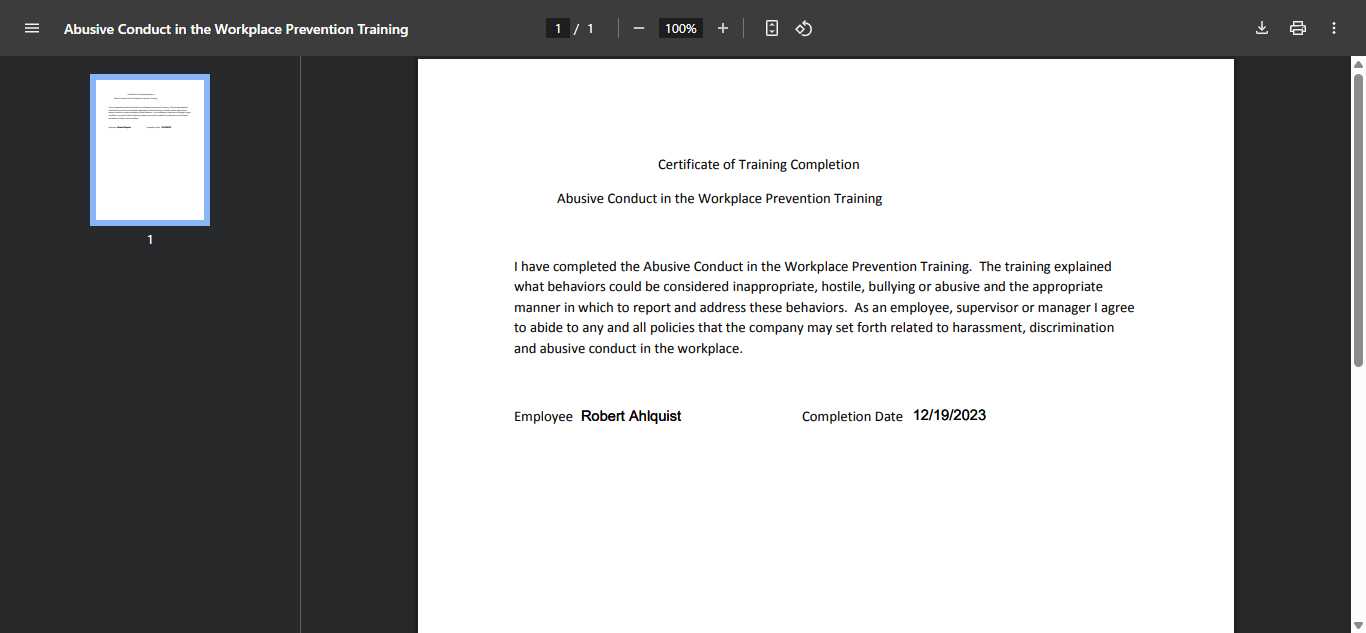 Abusive Conduct in the Workplace Prevention Training
1 / 1
100%
1
Certificate of Training Completion
Abusive Conduct in the Workplace Prevention Training
I have completed the Abusive Conduct in the Workplace Prevention Training.  The training explained
what behaviors could be considered inappropriate, hostile, bullying or abusive and the appropriate
manner in which to report and address these behaviors.  As an employee, supervisor or manager I agree
to abide to any and all policies that the company may set forth related to harassment, discrimination
and abusive conduct in the workplace.
Employee Robert Ahlquist Completion Date 12/19/2023